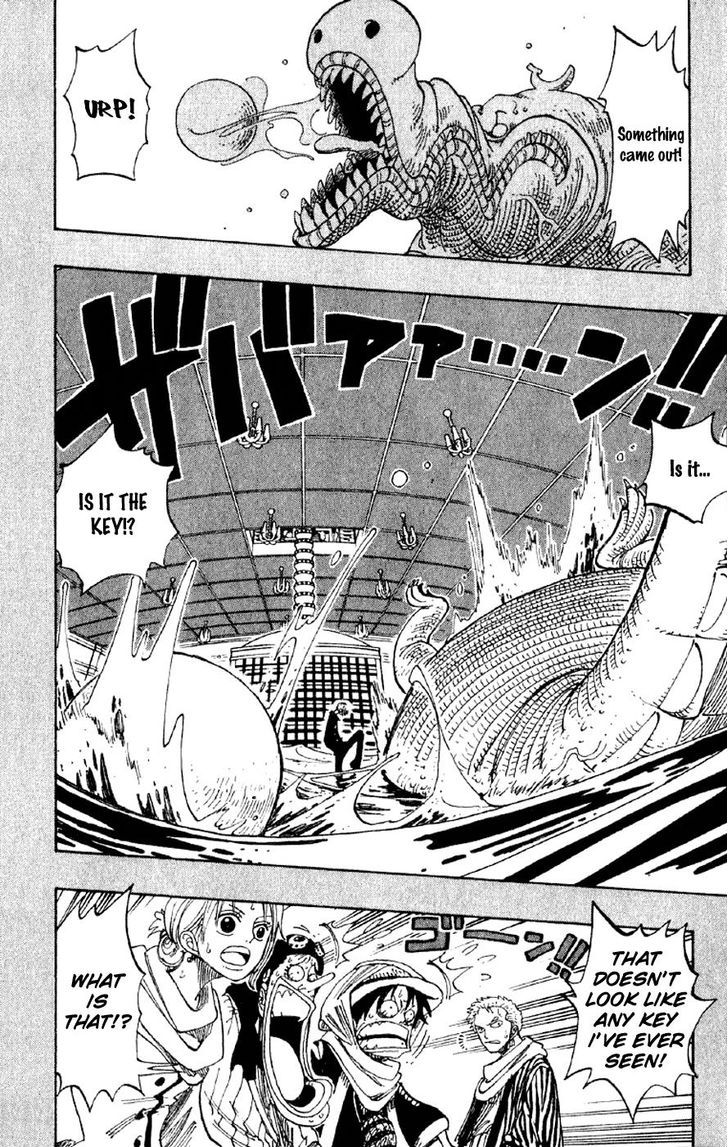 Something
came out!
URP!
ザバァァ‥‥ン!!
Is it...
IS IT THE
KEY!?
THAT
DOESN'T
LOOK LIKE
ANY KEY
I'VE EVER
SEEN!
ゴーン!!
WHAT
IS
THAT!?